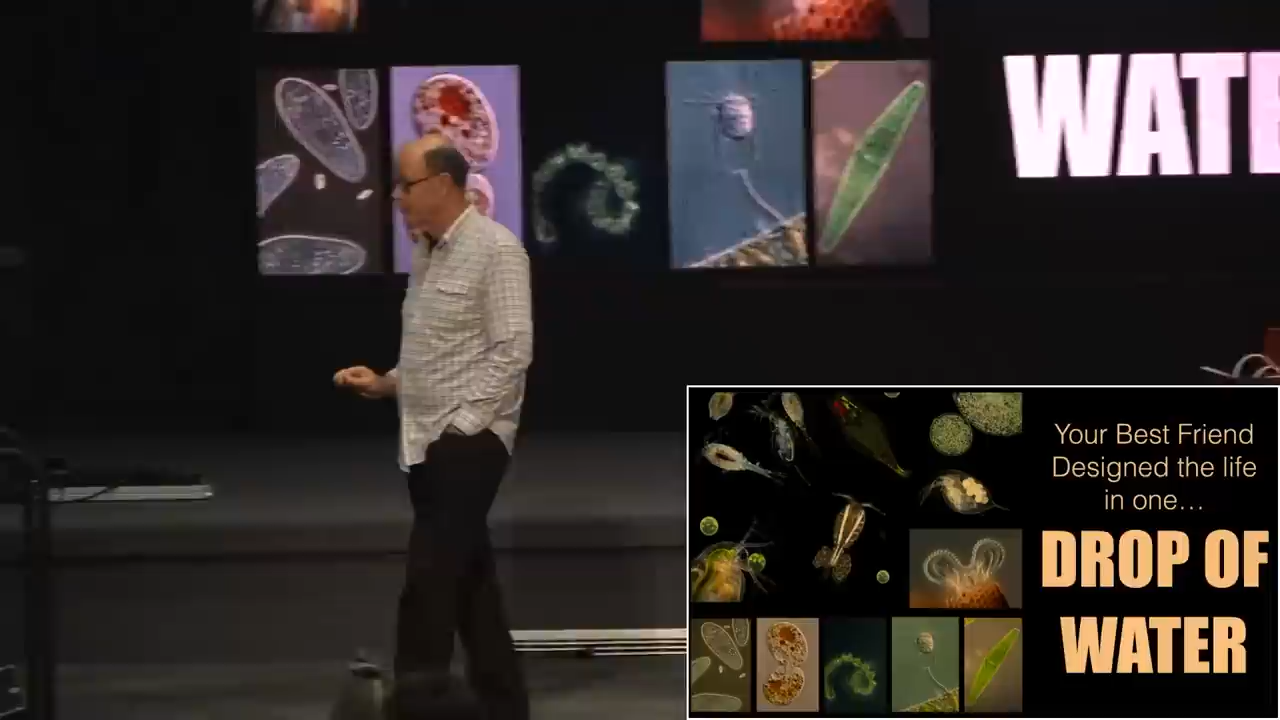 WATE
Your Best Friend
Designed the life
in one…
DROP OF
WATER